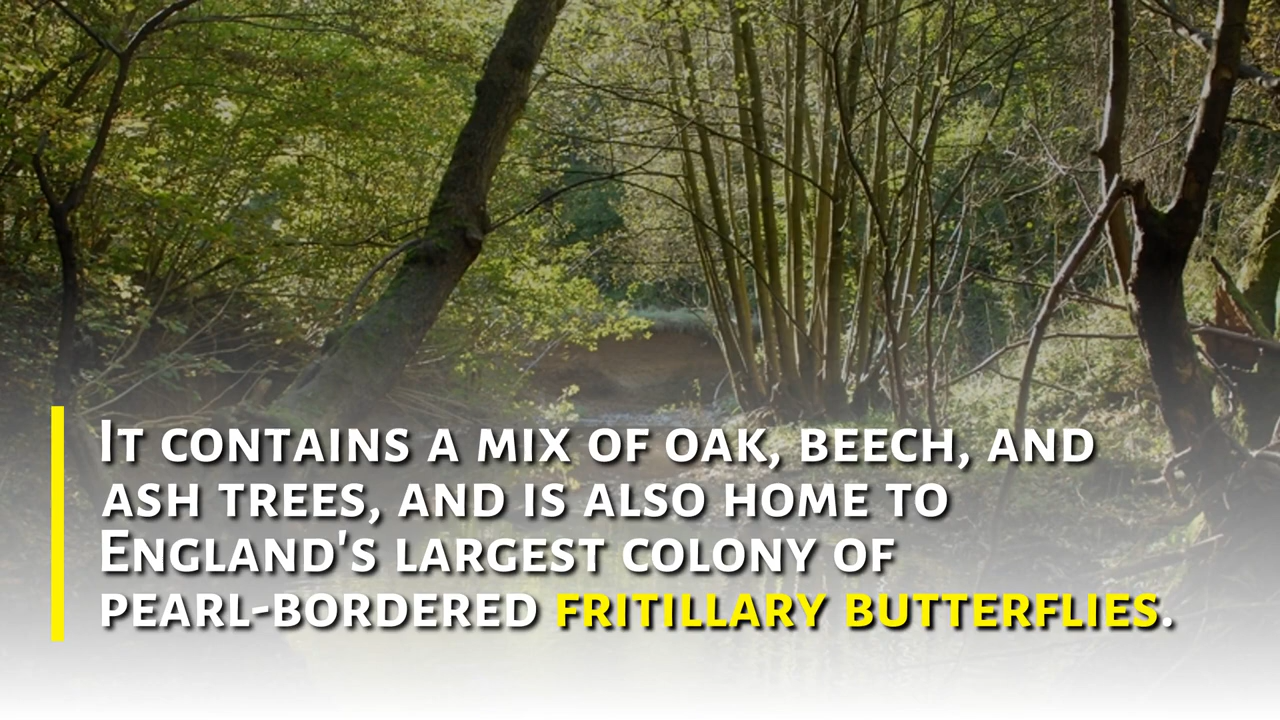 It contains a mix of oak, beech, and
ash trees, and is also home to
England's largest colony of
pearl-bordered fritillary butterflies.